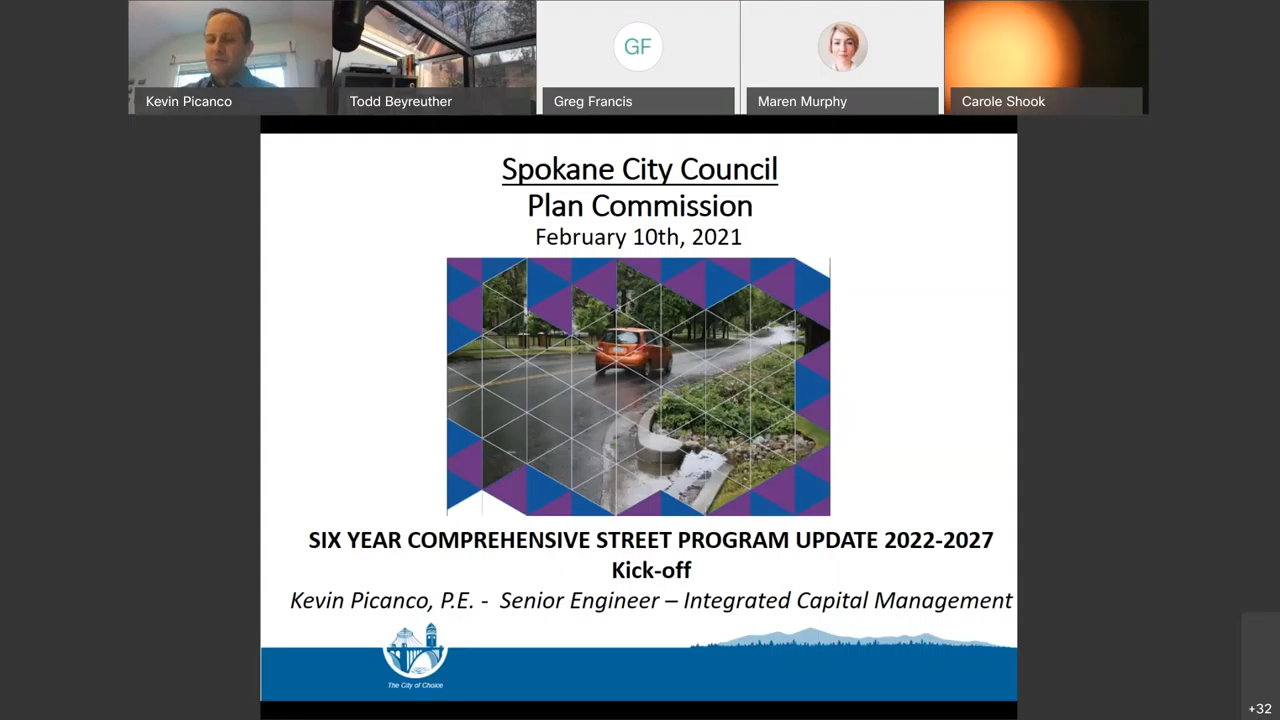 Kevin Picanco
Todd Beyreuther
GF
Greg Francis
Maren Murphy
Carole Shook
Spokane City Council
Plan Commission
February 10th, 2021
SIX YEAR COMPREHENSIVE STREET PROGRAM UPDATE 2022-2027
Kick-off
Kevin Picanco, P.E. - Senior Engineer – Integrated Capital Management
The City of Choice
+32